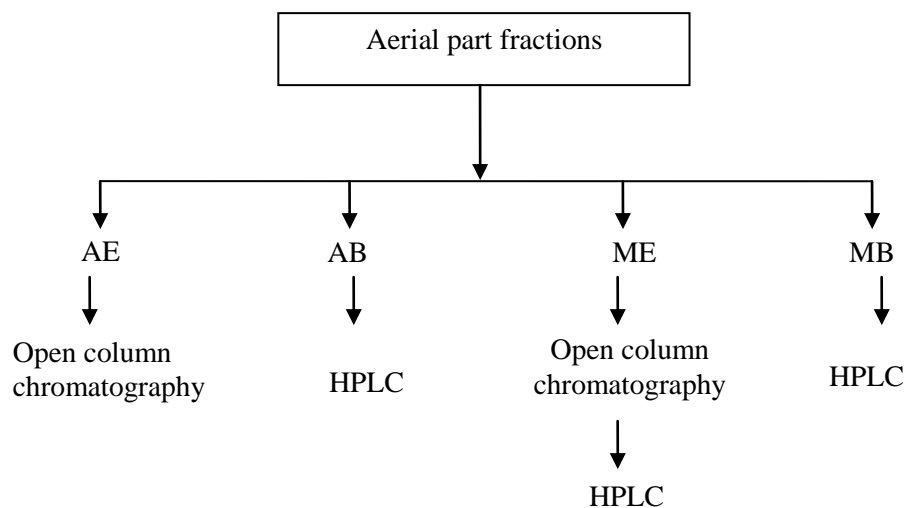 Aerial part fractions
AE
AB
ME
MB
Open column
chromatography
HPLC
Open column
chromatography
HPLC
HPLC